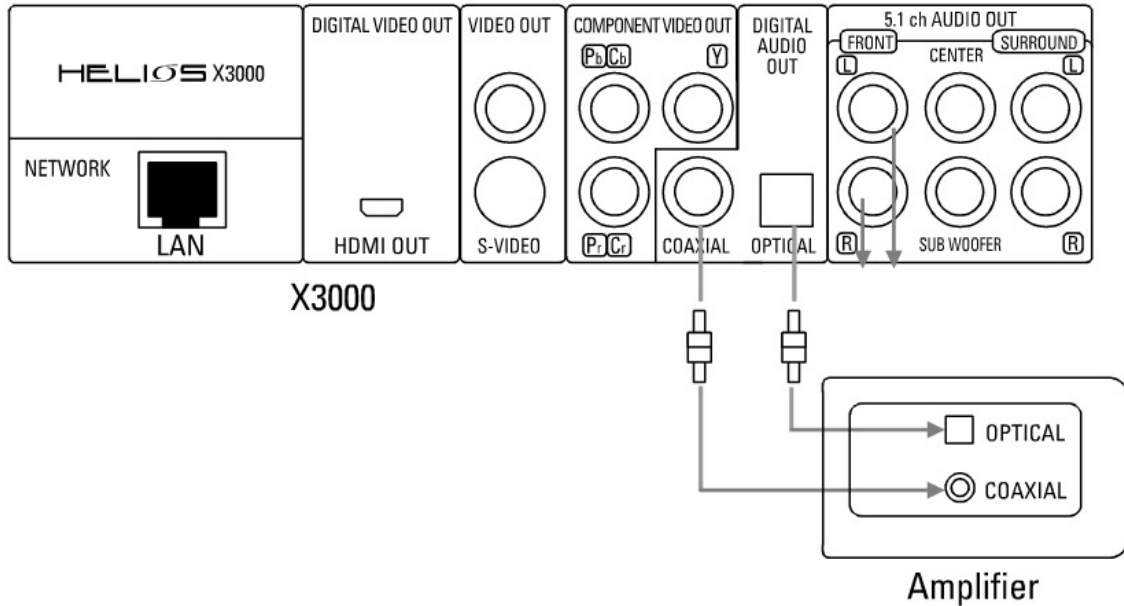 HELIOS X3000
NETWORK
LAN
DIGITAL VIDEO OUT
HDMI OUT
VIDEO OUT
S-VIDEO
COMPONENT VIDEO OUT
Pb Cb
Y
Pr Cr
DIGITAL
AUDIO
OUT
COAXIAL
OPTICAL
5.1 ch AUDIO OUT
FRONT
CENTER
SURROUND
L
L
R
SUB WOOFER
R
X3000
OPTICAL
COAXIAL
Amplifier